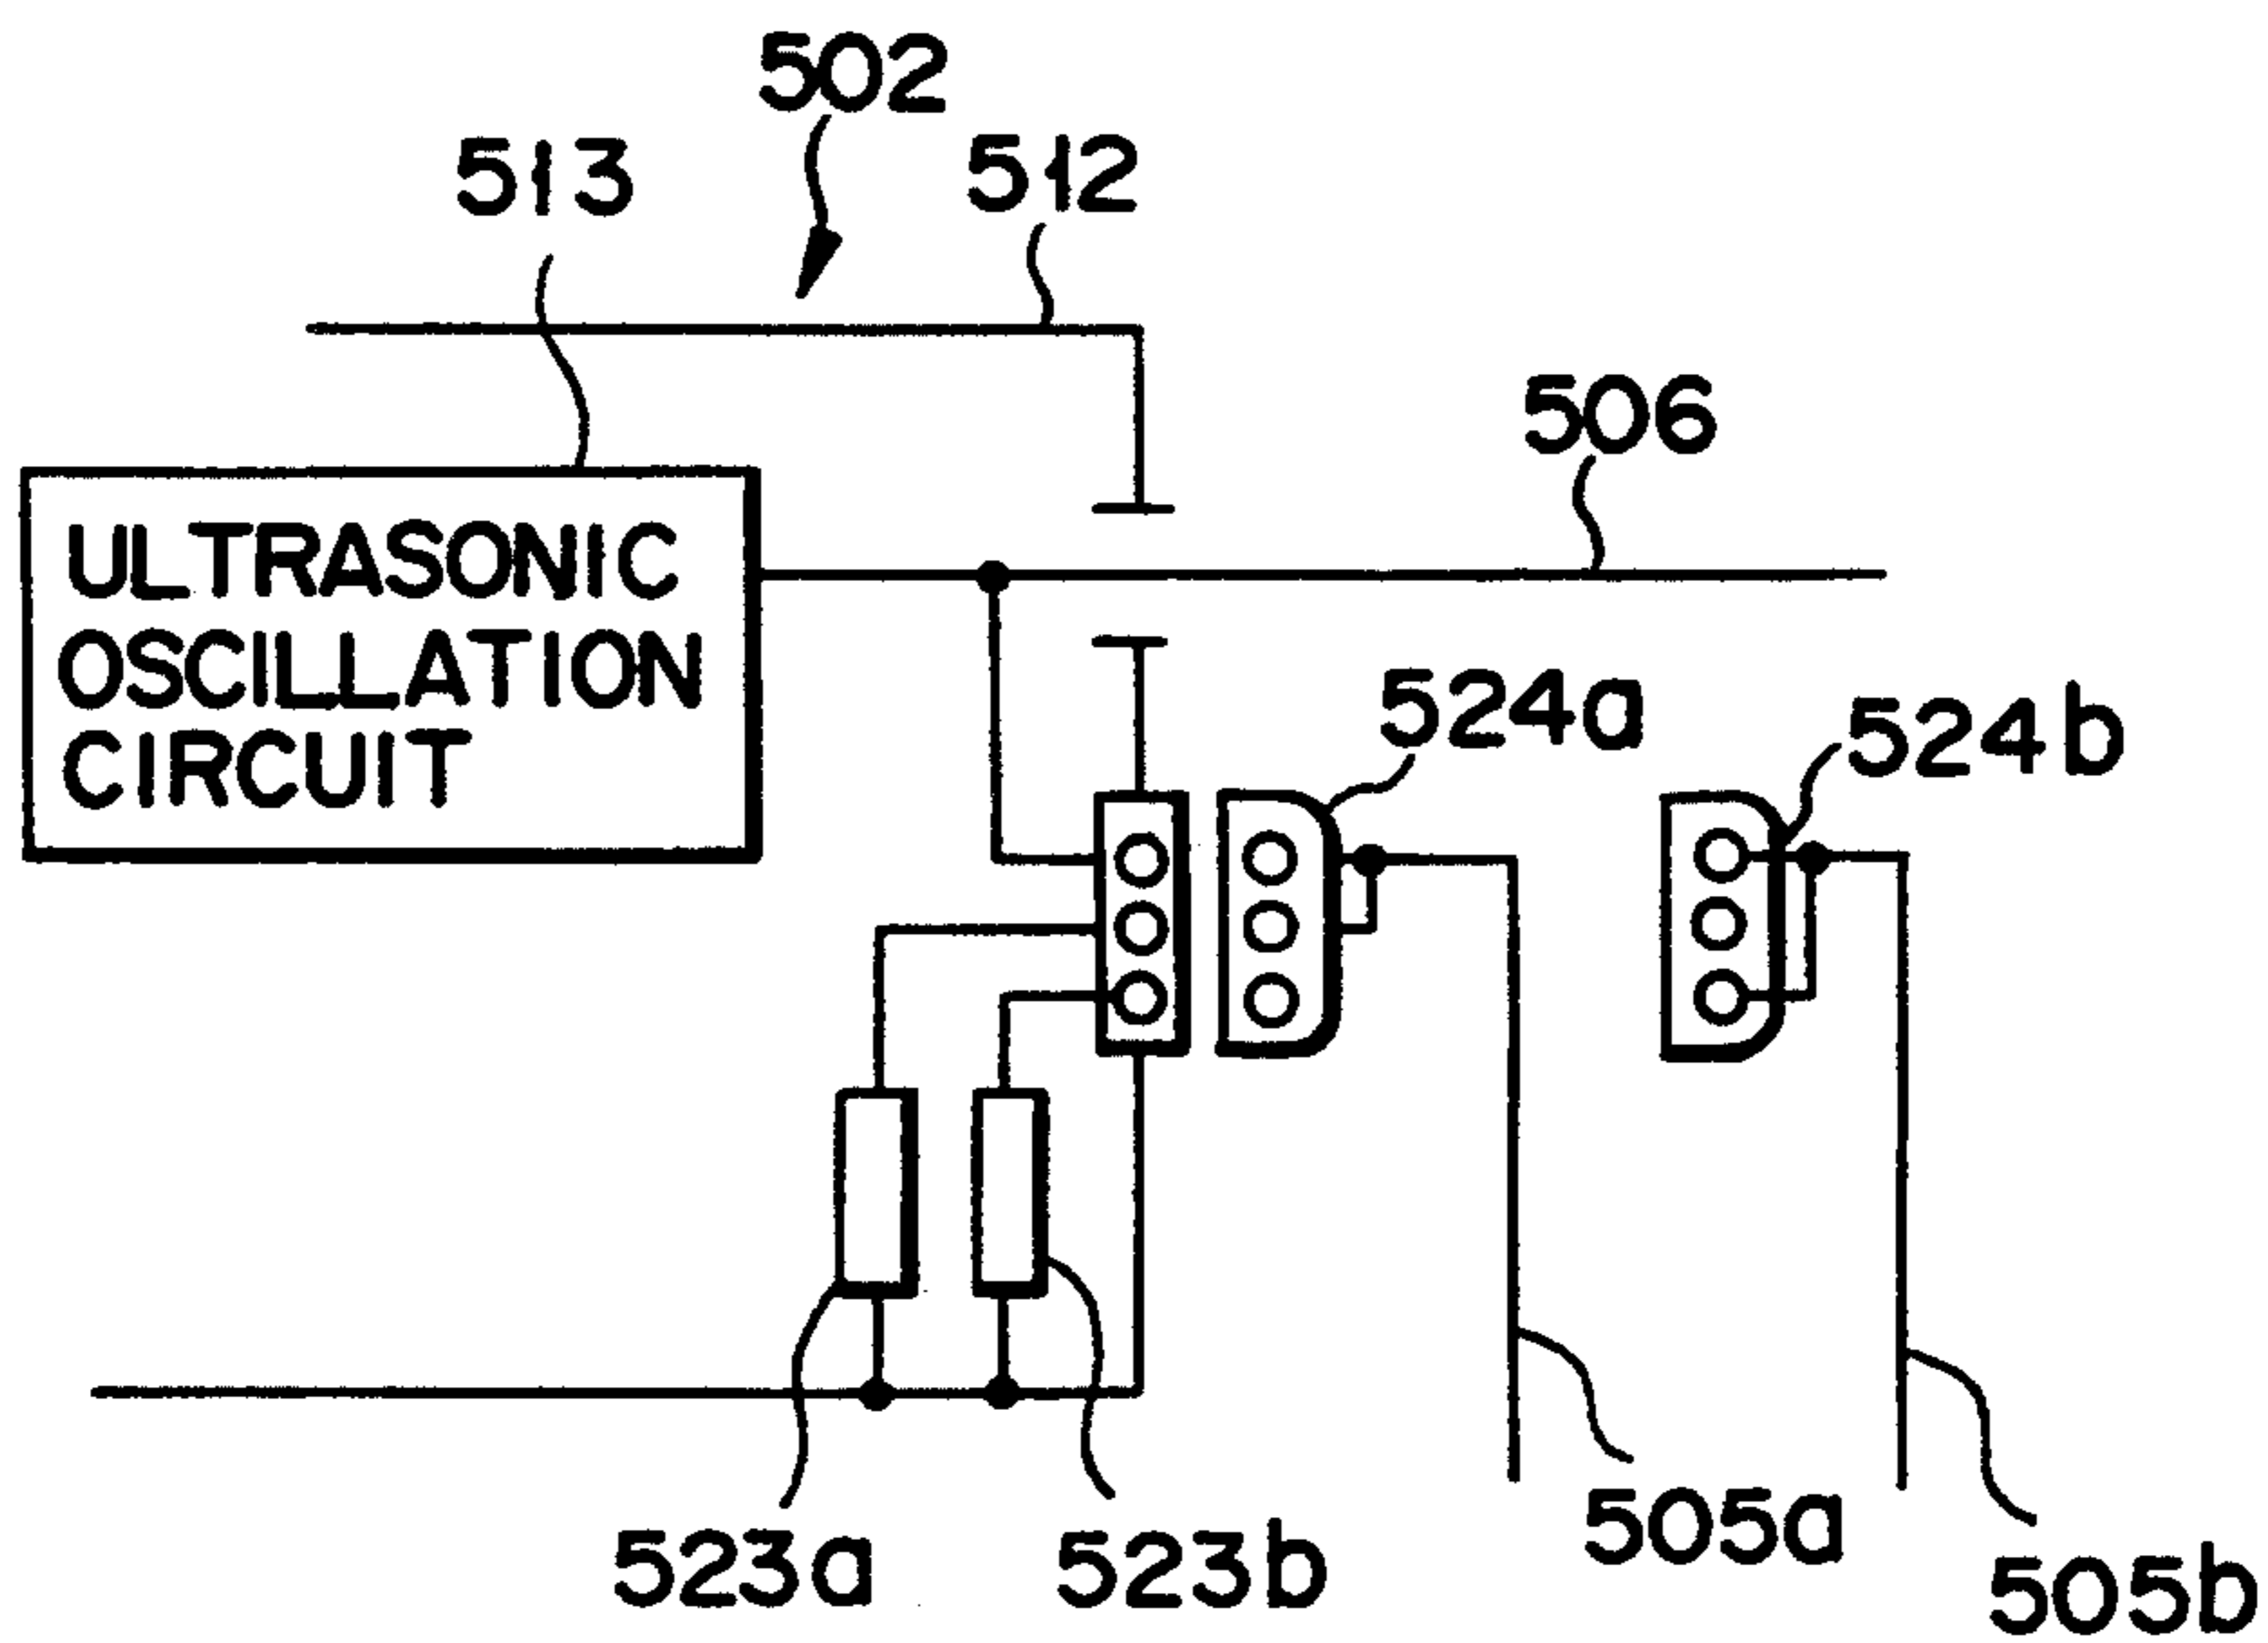 502
513
512
506
ULTRASONIC
OSCILLATION
CIRCUIT
524a
524b
505a
523a
523b
505b